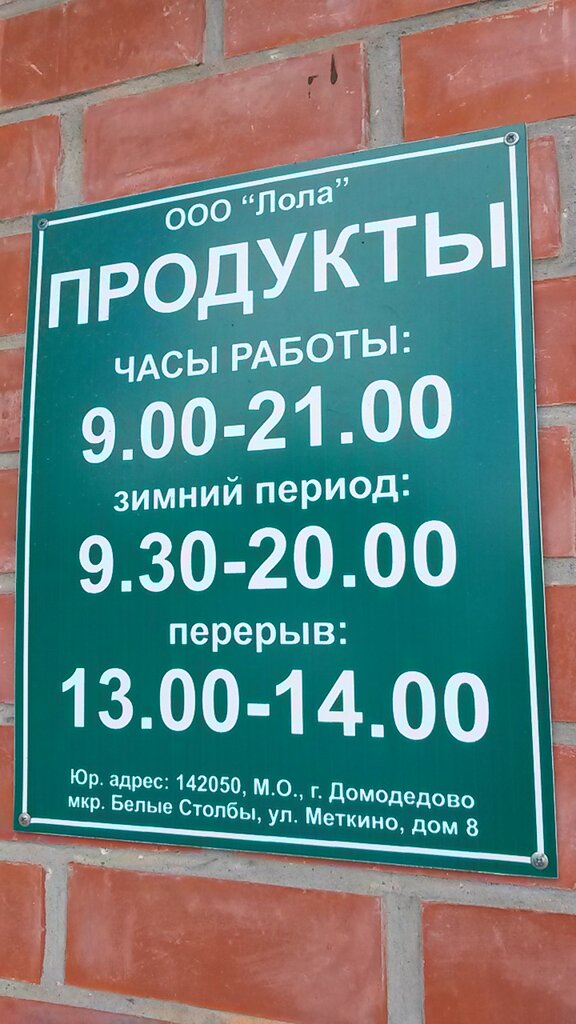 ООО “Лола”
ПРОДУКТЫ
ЧАСЫ РАБОТЫ:
9.00-21.00
зимний период:
9.30-20.00
перерыв:
13.00-14.00
Юр. адрес: 142050, М.О., г. Домодедово
мкр. Белые Столбы, ул. Меткино, дом 8